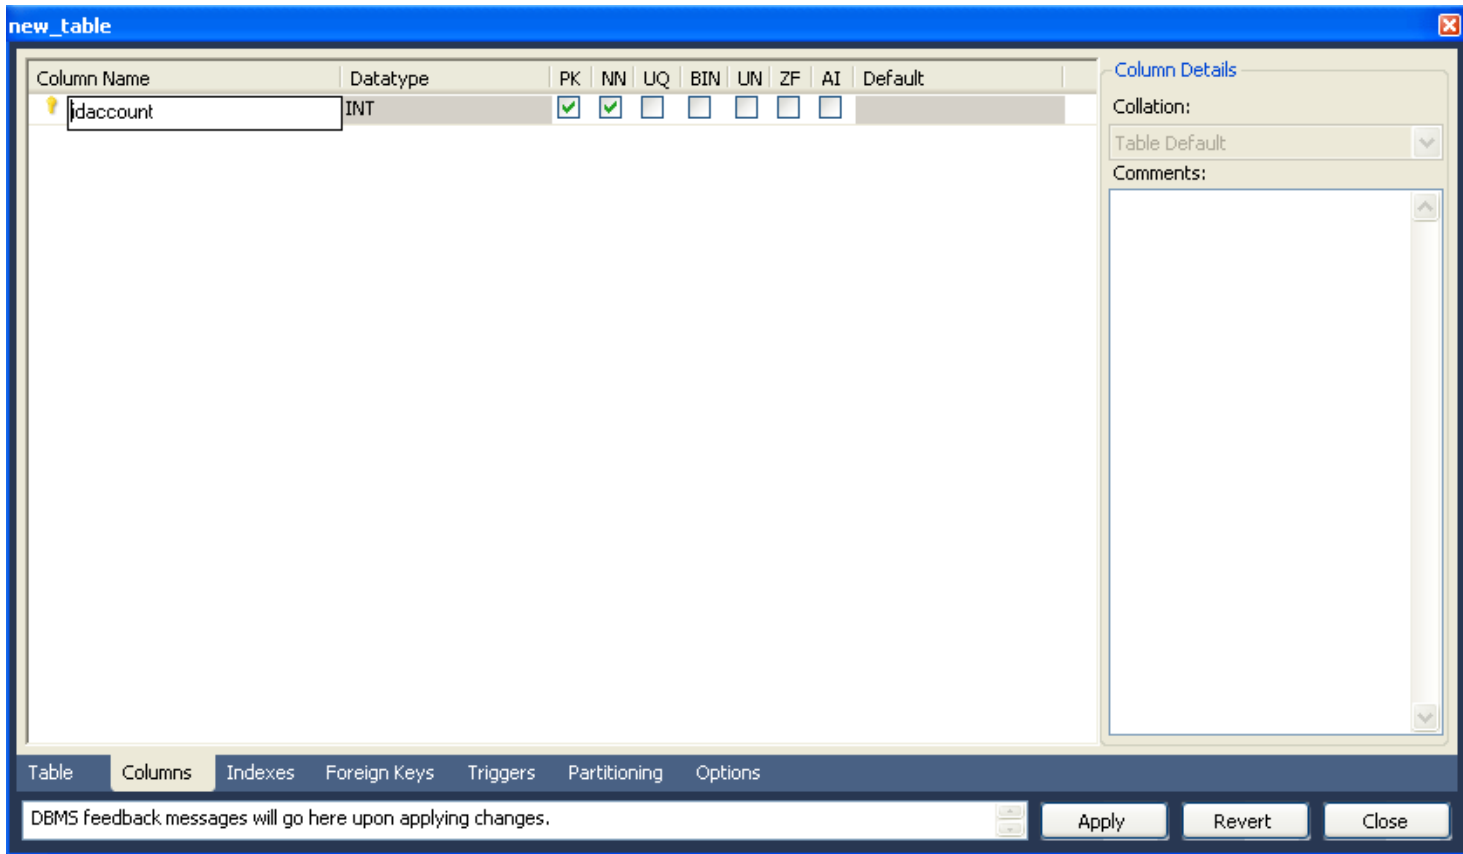 new_table
Column Name Datatype PK NN UQ BIN UN ZF AI Default
idaccount INT
Column Details
Collation:
Table Default
Comments:
Table Columns Indexes Foreign Keys Triggers Partitioning Options
DBMS feedback messages will go here upon applying changes.
Apply Revert Close